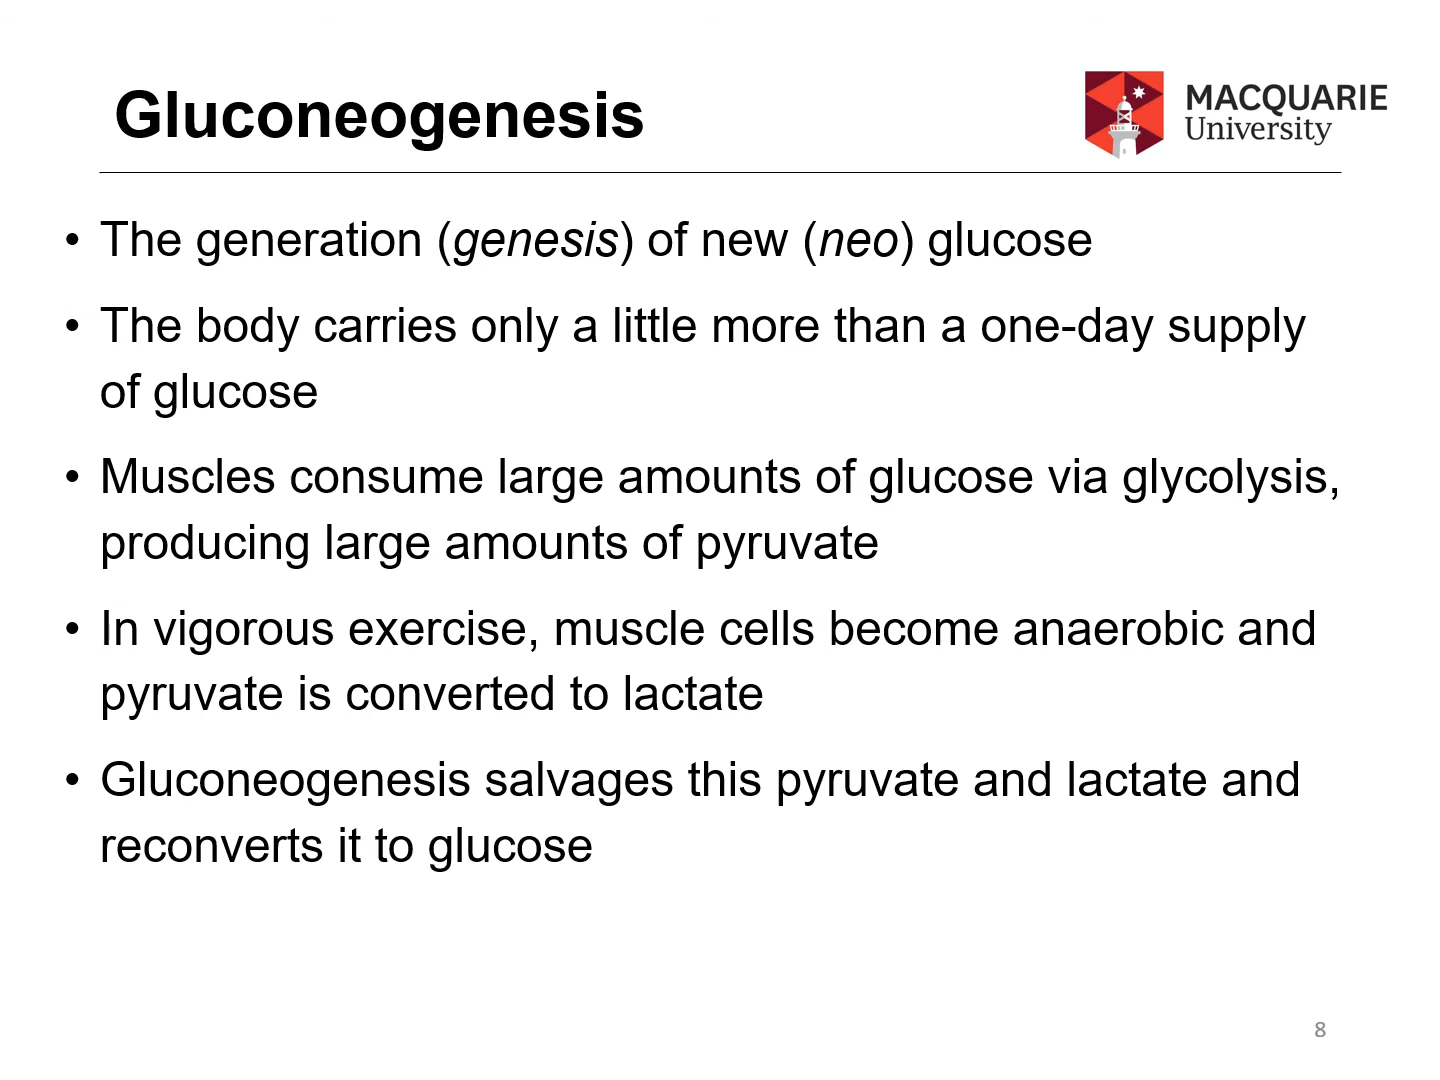 Gluconeogenesis
MACQUARIE
University
• The generation (genesis) of new (neo) glucose
• The body carries only a little more than a one-day supply
of glucose
• Muscles consume large amounts of glucose via glycolysis,
producing large amounts of pyruvate
• In vigorous exercise, muscle cells become anaerobic and
pyruvate is converted to lactate
• Gluconeogenesis salvages this pyruvate and lactate and
reconverts it to glucose
8